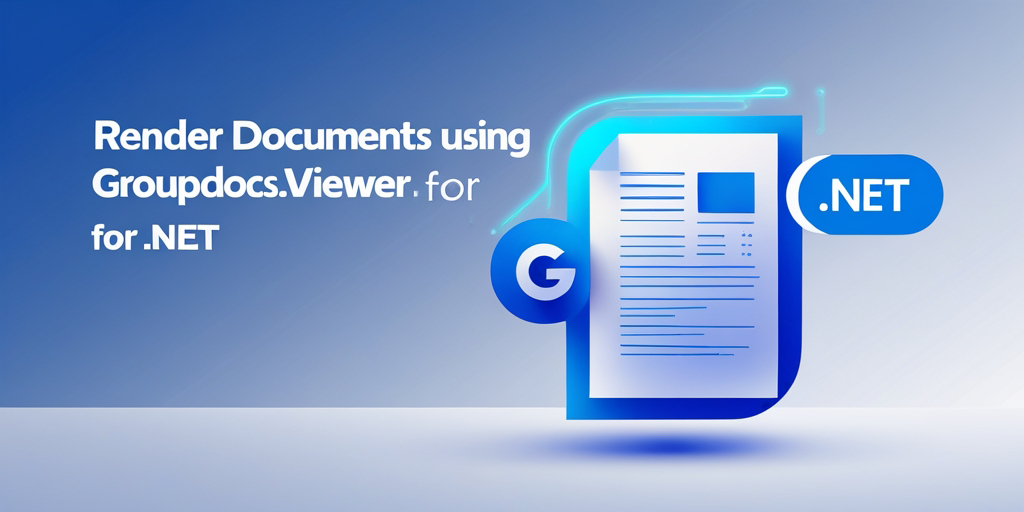 Render Documents using
Groupdocs.Viewer. for
for .NET
G
.NET